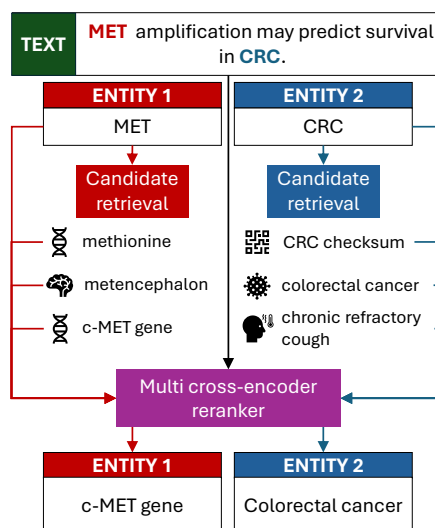 TEXT
MET amplification may predict survival
in CRC.
ENTITY 1
MET
Candidate
retrieval
methionine
metencephalon
c-MET gene
ENTITY 2
CRC
Candidate
retrieval
CRC checksum
colorectal cancer
chronic refractory
cough
Multi cross-encoder
reranker
ENTITY 1
c-MET gene
ENTITY 2
Colorectal cancer